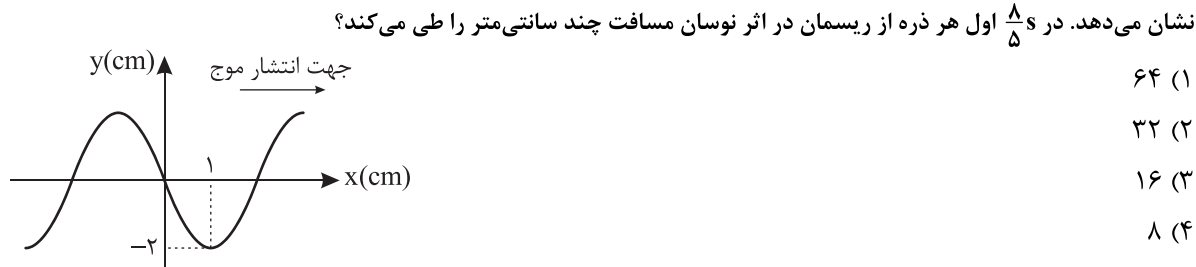 نشان می‌دهد. در ۸/۵ s اول هر ذره از ریسمان در اثر نوسان مسافت چند سانتی‌متر را طی می‌کند؟
۱) ۶۴
۲) ۳۲
۳) ۱۶
۴) ۸
y(cm)
جهت انتشار موج
۱
x(cm)
−۲